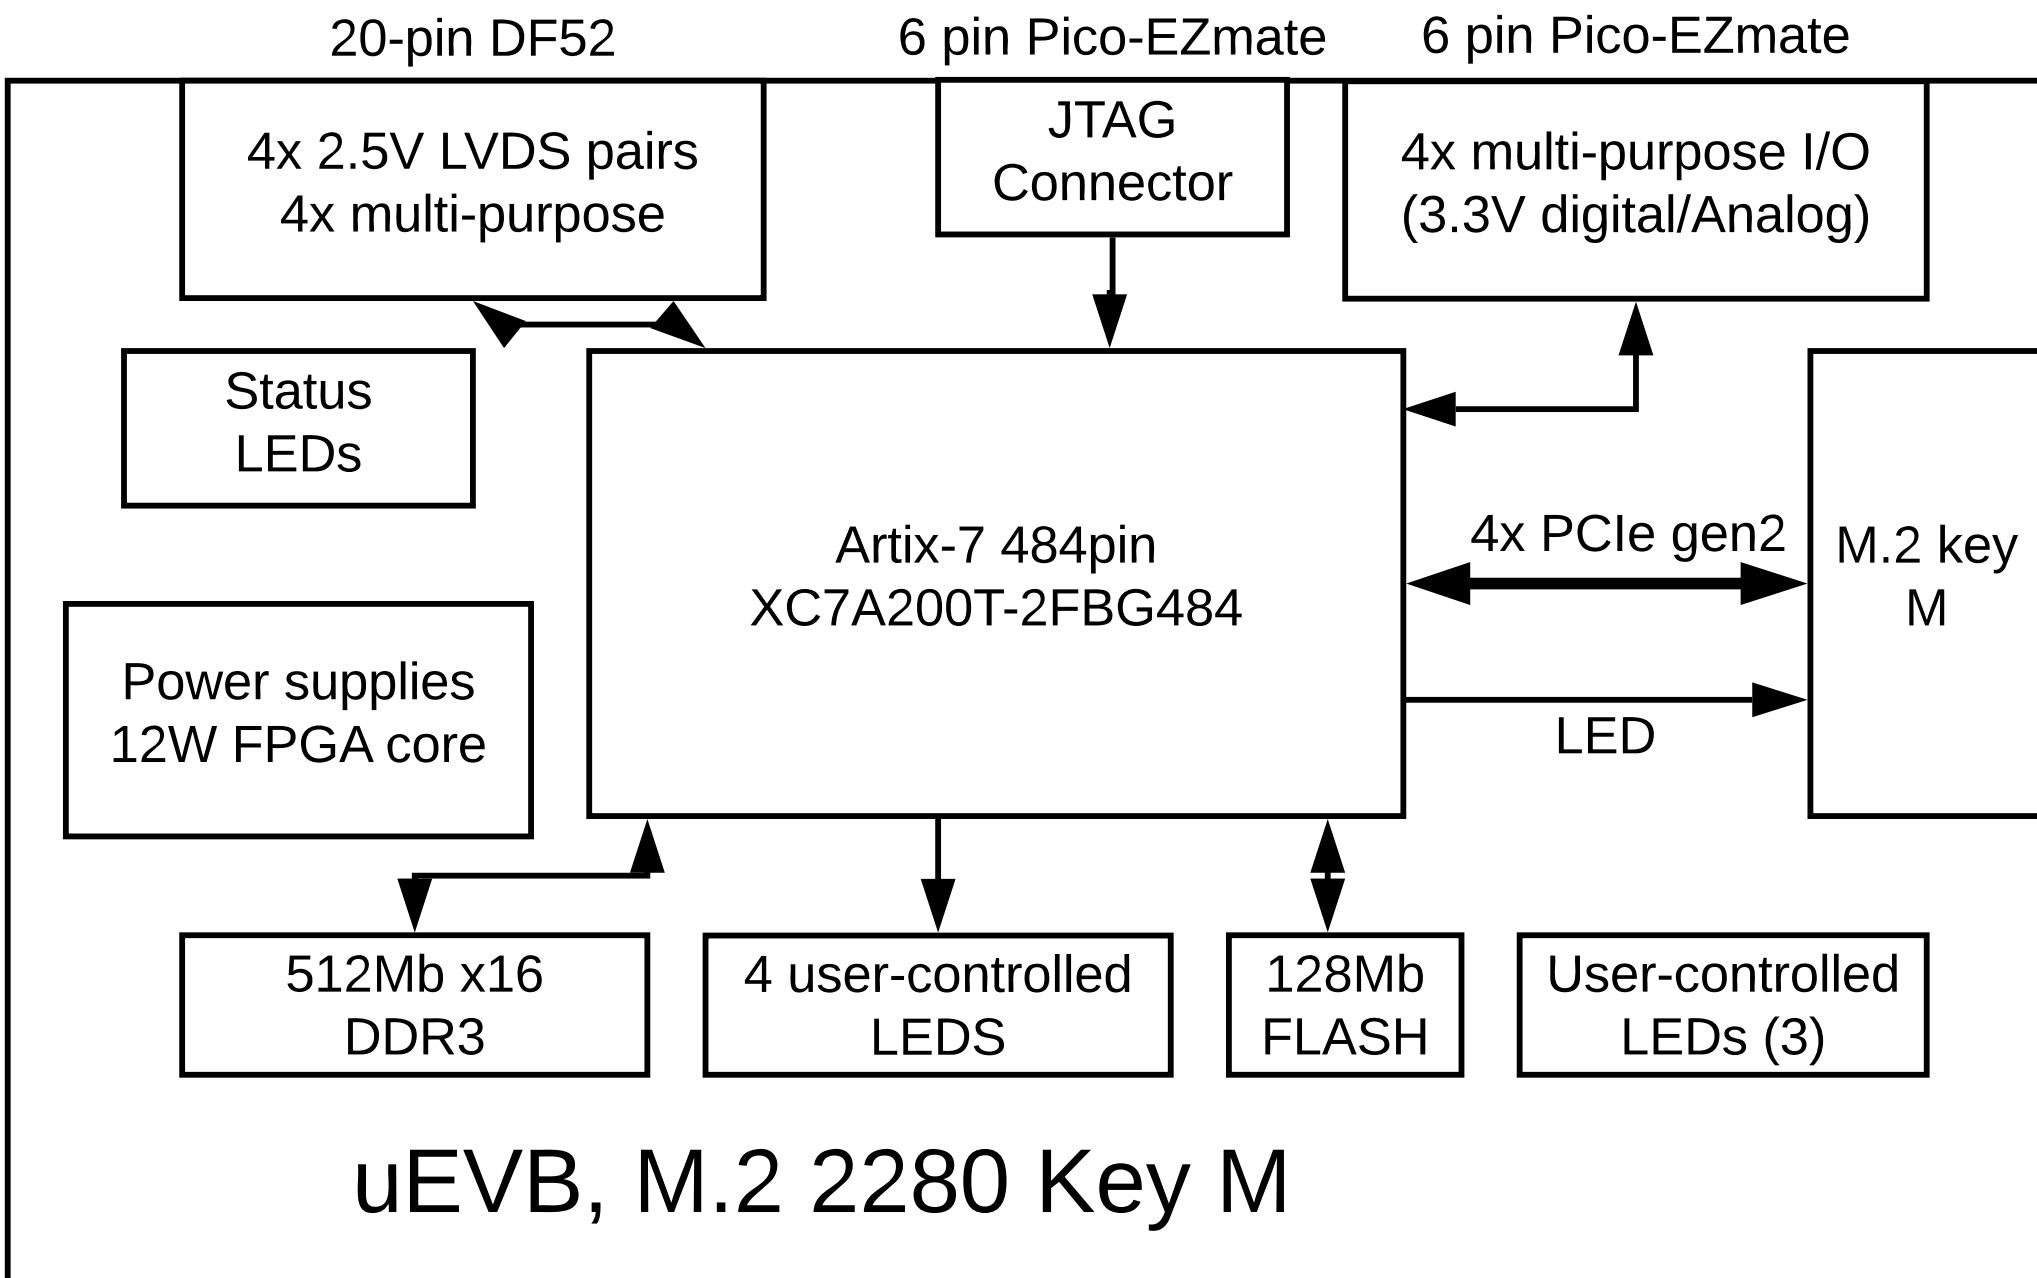 20-pin DF52
6 pin Pico-EZmate
6 pin Pico-EZmate
4x 2.5V LVDS pairs
4x multi-purpose
JTAG
Connector
4x multi-purpose I/O
(3.3V digital/Analog)
Status
LEDs
Artix-7 484pin
XC7A200T-2FBG484
4x PCIe gen2
M.2 key
M
LED
Power supplies
12W FPGA core
512Mb x16
DDR3
4 user-controlled
LEDS
128Mb
FLASH
User-controlled
LEDs (3)
uEVB, M.2 2280 Key M